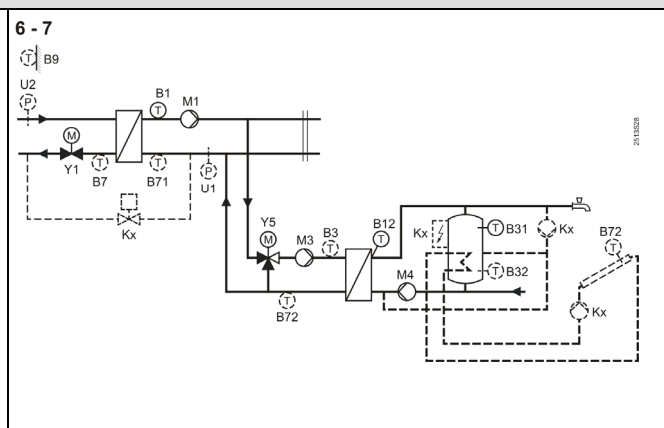 6 - 7
T B9
U2
P
B1
T
M1
M
Y1
T
B7
T
B71
P
U1
Kx
2513S28
Y5
M
M3
B3
T
B12
T
T
B72
M4
Kx
T B31
T B32
Kx
B72
T
Kx